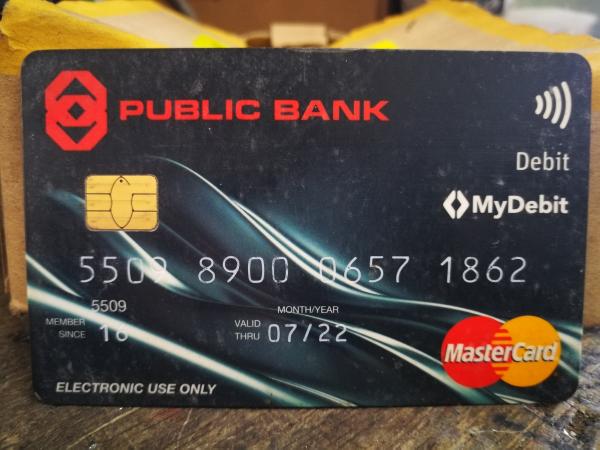 PUBLIC BANK
Debit
MyDebit
5509 8900 0657 1862
5509
MONTH/YEAR
MEMBER SINCE 16 VALID THRU 07/22
MasterCard
ELECTRONIC USE ONLY